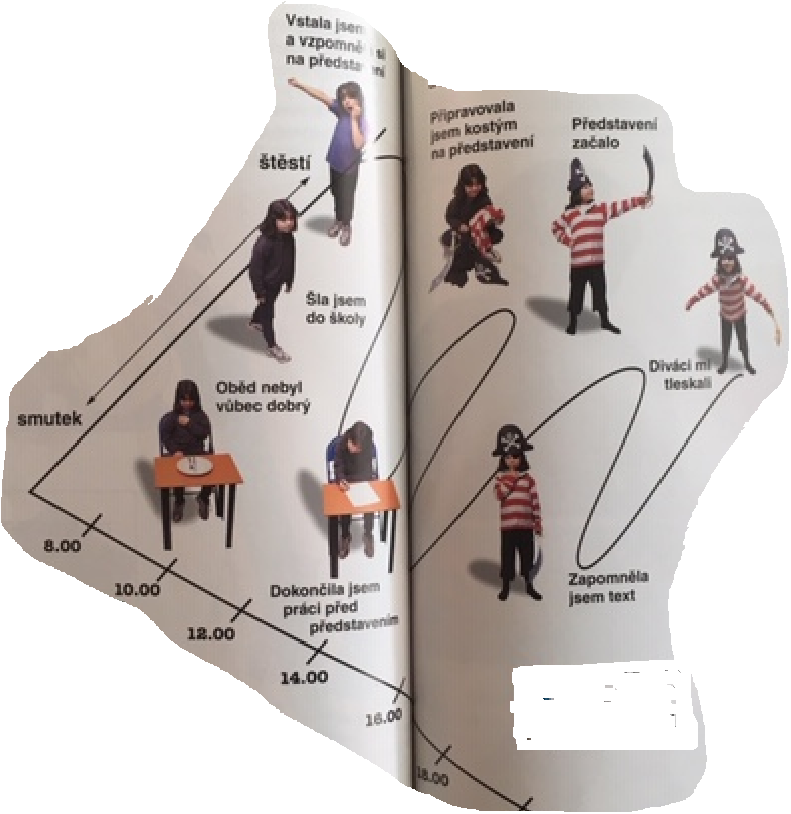 Vstala jsem
a vzpomněla si
na představení
štěstí
Šla jsem
do školy
Oběd nebyl
vůbec dobrý
smutek
Dokončila jsem
práci před
představením
Připravovala
jsem kostým
na představení
Představení
začalo
Diváci mi
tleskali
Zapomněla
jsem text
8.00
10.00
12.00
14.00
16.00
18.00